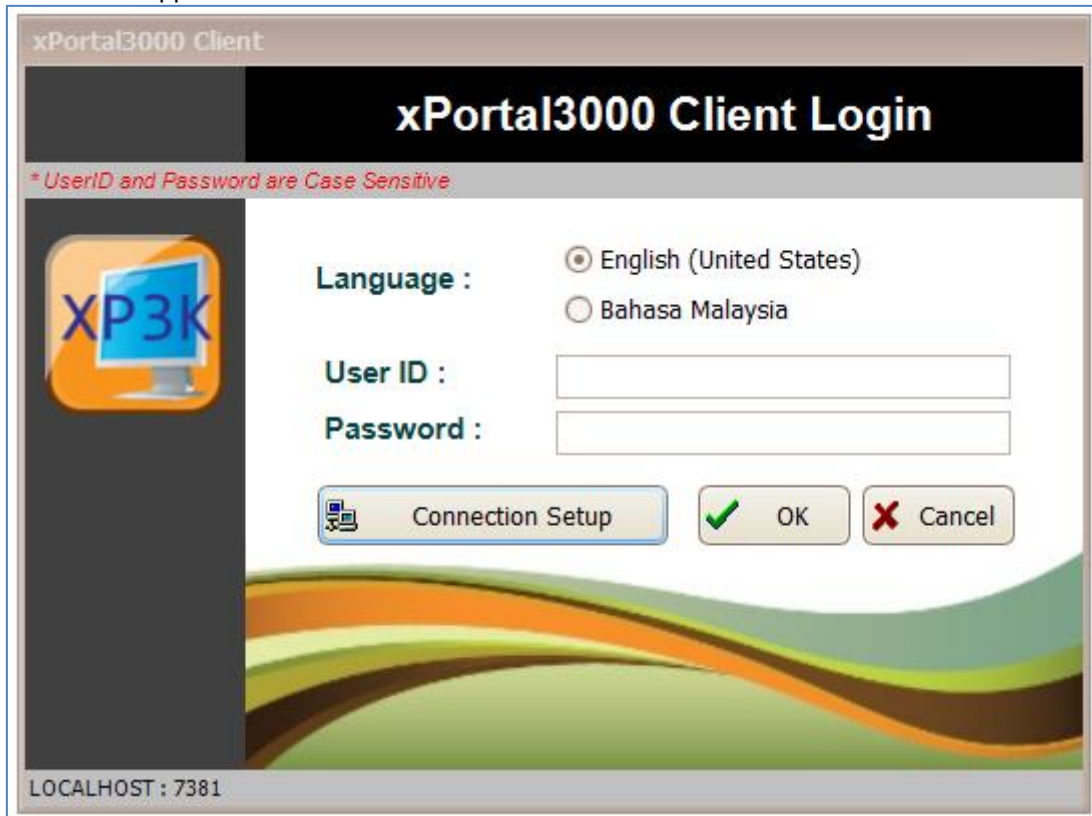 xPortal3000 Client
xPortal3000 Client Login
* UserID and Password are Case Sensitive
XP3K
Language :
English (United States)
Bahasa Malaysia
User ID :
Password :
Connection Setup
OK
Cancel
LOCALHOST : 7381